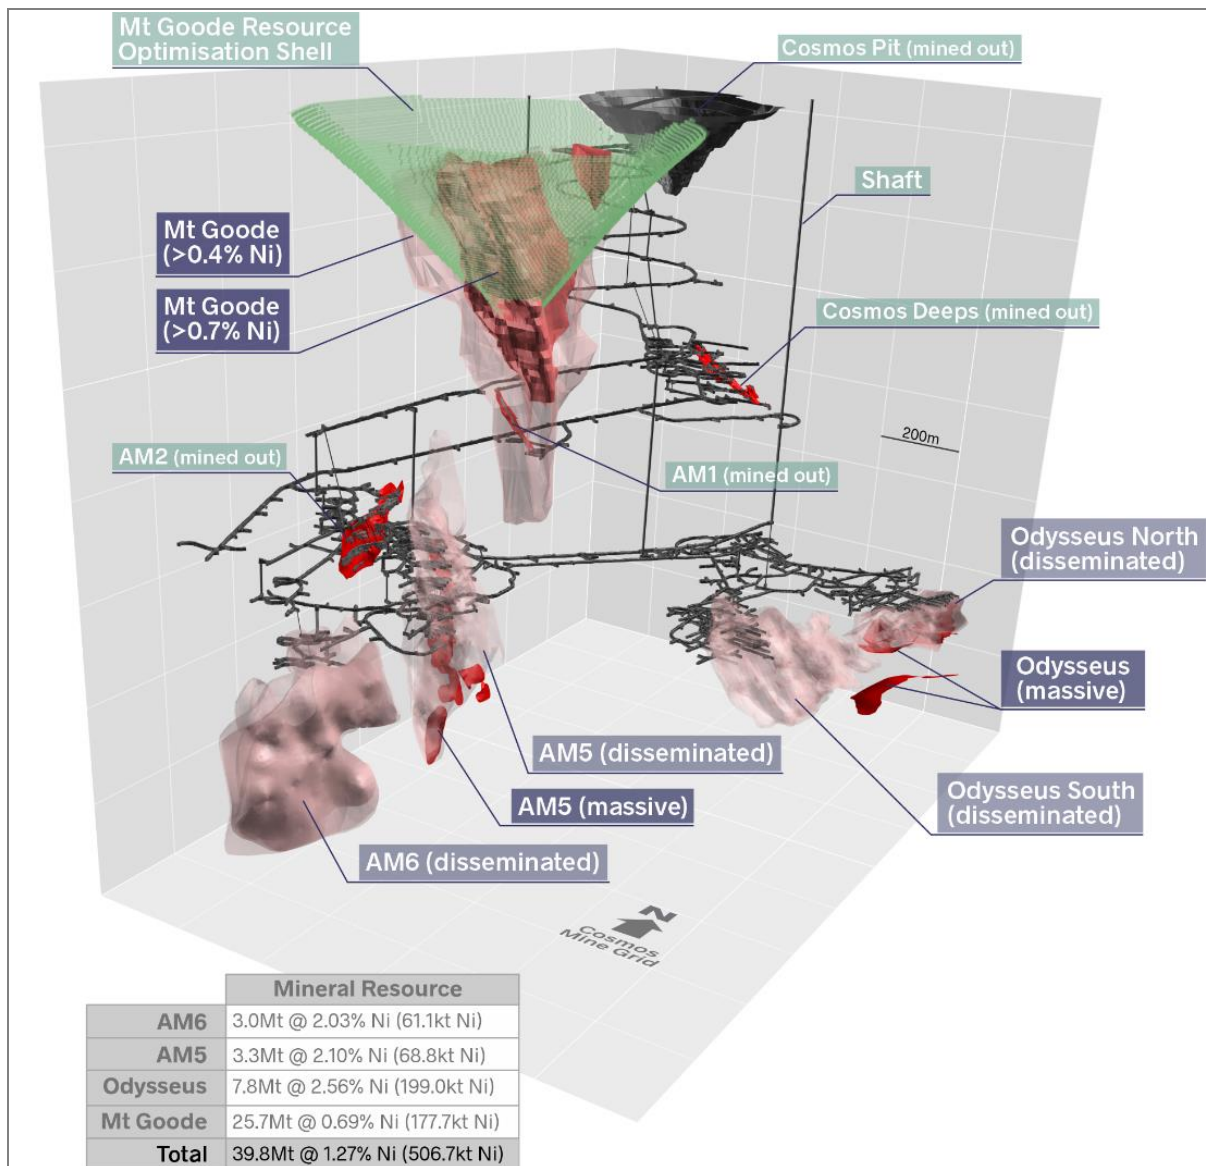 Mt Goode Resource
Optimisation Shell
Cosmos Pit (mined out)
Shaft
Mt Goode
(>0.4% Ni)
Mt Goode
(>0.7% Ni)
Cosmos Deeps (mined out)
200m
AM2 (mined out)
AM1 (mined out)
Odysseus North
(disseminated)
Odysseus
(massive)
AM5 (disseminated)
AM5 (massive)
Odysseus South
(disseminated)
AM6 (disseminated)
N
Cosmos
Mine Grid
Mineral Resource
AM6 3.0Mt @ 2.03% Ni (61.1kt Ni)
AM5 3.3Mt @ 2.10% Ni (68.8kt Ni)
Odysseus 7.8Mt @ 2.56% Ni (199.0kt Ni)
Mt Goode 25.7Mt @ 0.69% Ni (177.7kt Ni)
Total 39.8Mt @ 1.27% Ni (506.7kt Ni)